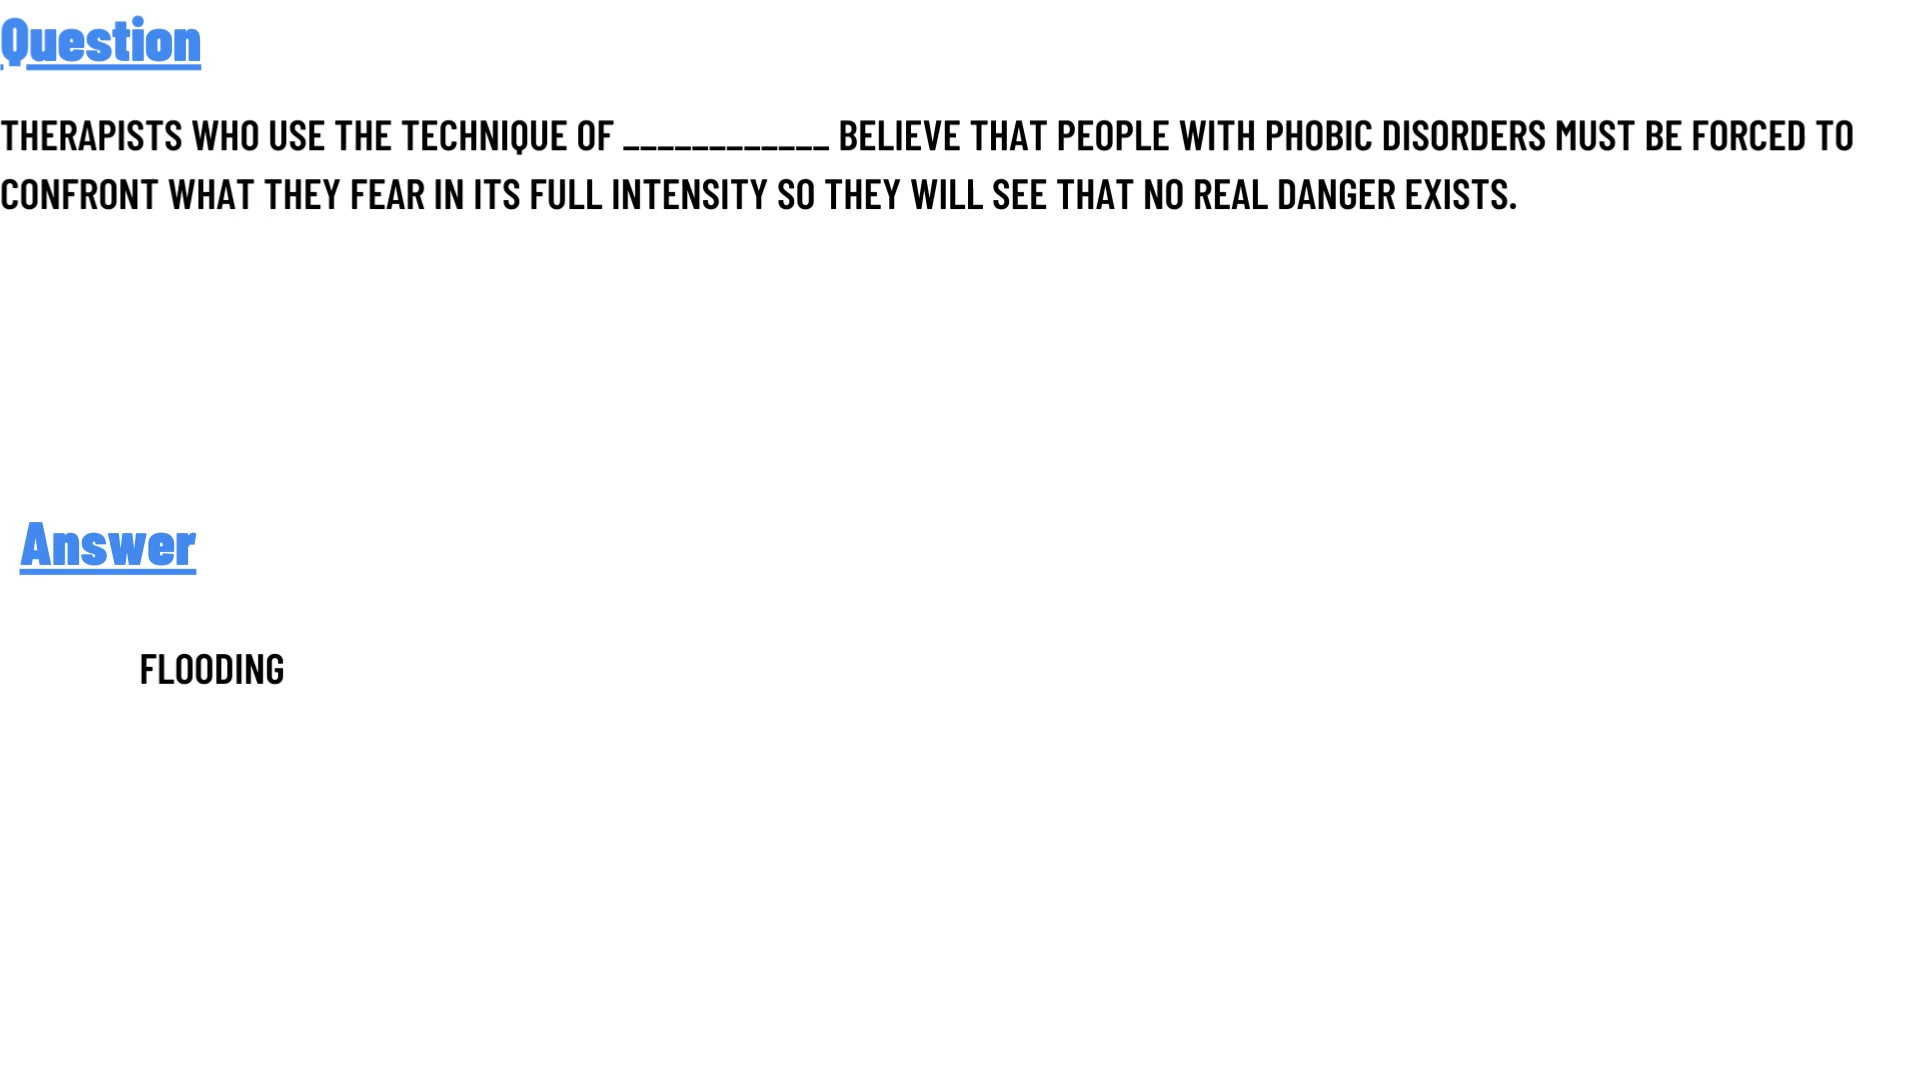 Question
THERAPISTS WHO USE THE TECHNIQUE OF ____________ BELIEVE THAT PEOPLE WITH PHOBIC DISORDERS MUST BE FORCED TO
CONFRONT WHAT THEY FEAR IN ITS FULL INTENSITY SO THEY WILL SEE THAT NO REAL DANGER EXISTS.
Answer
FLOODING